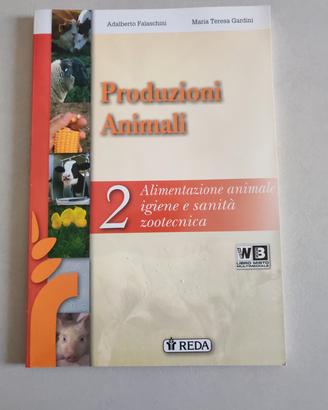 Adalberto Falaschini Maria Teresa Gardini
Produzioni
Animali
2
Alimentazione animale
igiene e sanità
zootecnica
LIBRO MISTO
MULTIMEDIALE
REDA